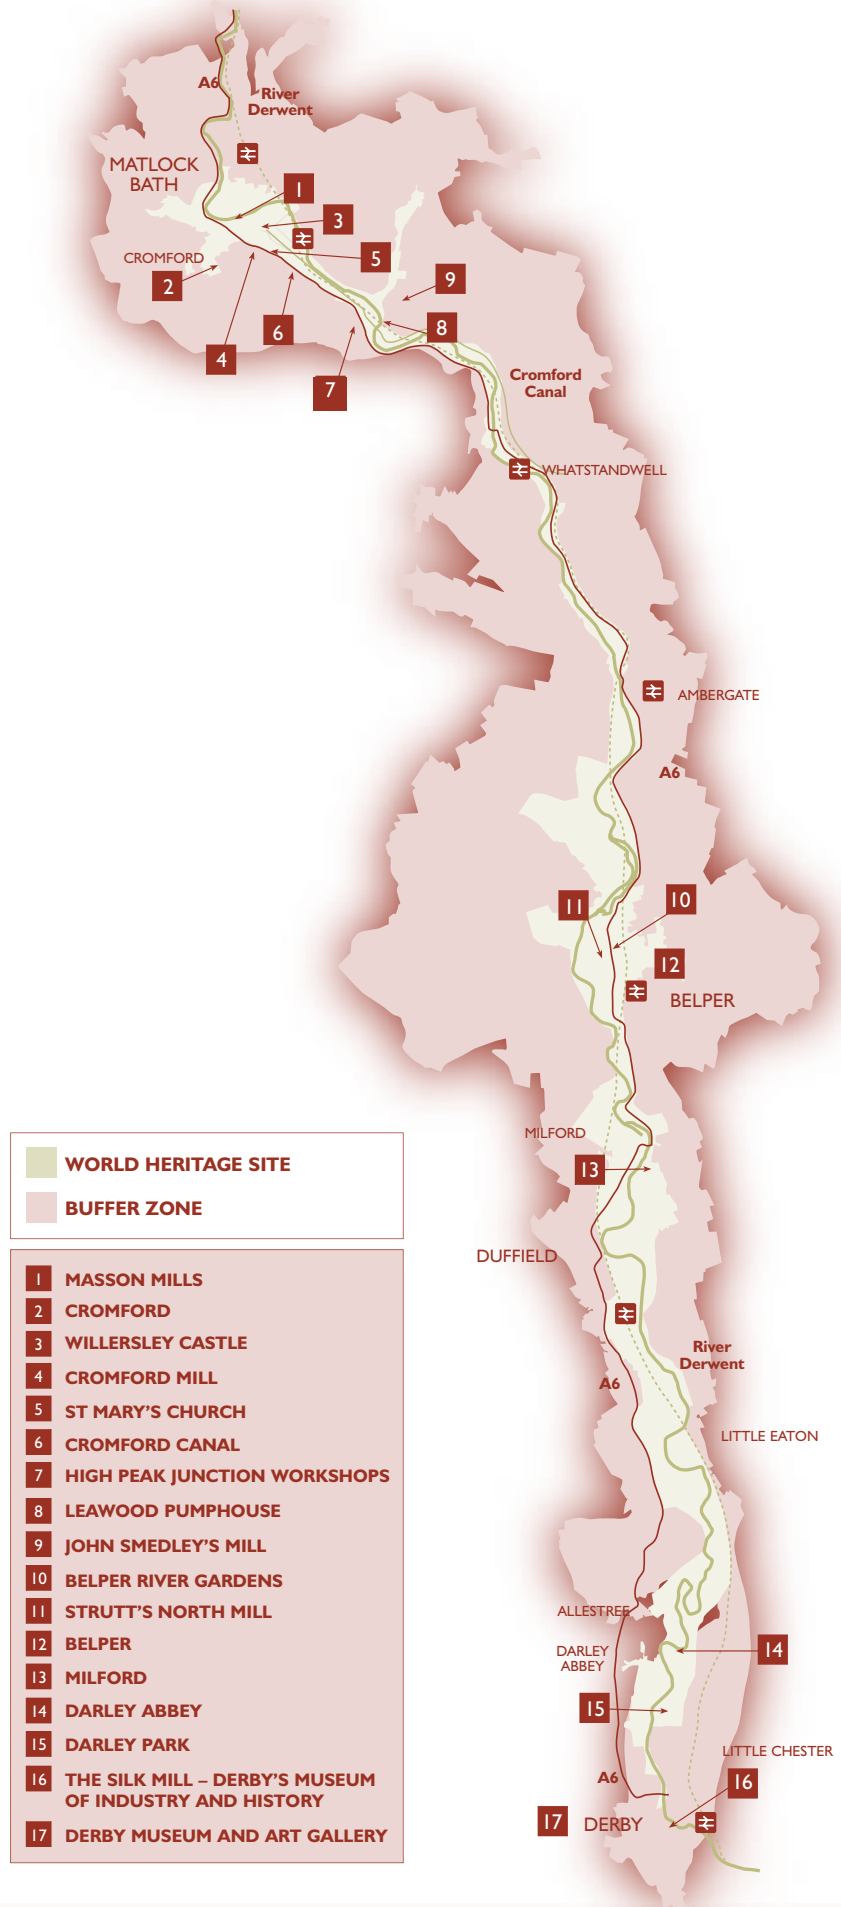 A6
River
Derwent
MATLOCK
BATH
1
3
CROMFORD
5
2
9
6
8
4
7
Cromford
Canal
WHATSTANDWELL
AMBERGATE
A6
11
10
12
BELPER
MILFORD
13
DUFFIELD
River
Derwent
A6
LITTLE EATON
ALLESTREE
DARLEY
ABBEY
14
15
LITTLE CHESTER
A6
16
17
DERBY
WORLD HERITAGE SITE
BUFFER ZONE
1 MASSON MILLS
2 CROMFORD
3 WILLERSLEY CASTLE
4 CROMFORD MILL
5 ST MARY'S CHURCH
6 CROMFORD CANAL
7 HIGH PEAK JUNCTION WORKSHOPS
8 LEAWOOD PUMPHOUSE
9 JOHN SMEDLEY'S MILL
10 BELPER RIVER GARDENS
11 STRUTT'S NORTH MILL
12 BELPER
13 MILFORD
14 DARLEY ABBEY
15 DARLEY PARK
16 THE SILK MILL – DERBY'S MUSEUM
OF INDUSTRY AND HISTORY
17 DERBY MUSEUM AND ART GALLERY